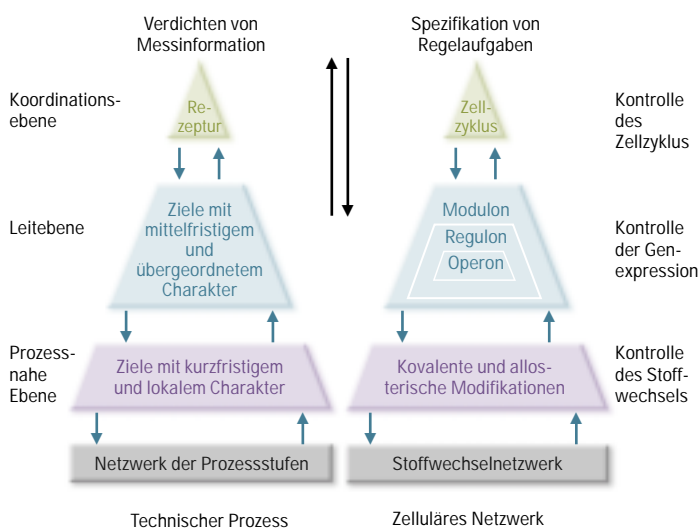 Verdichten von
Messinformation
Spezifikation von
Regelaufgaben
Koordinations-
ebene
Re-
zeptur
Zell-
zyklus
Kontrolle
des
Zellzyklus
Leitebene
Ziele mit
mittelfristigem
und
übergeordnetem
Charakter
Modulon
Regulon
Operon
Kontrolle
der Gen-
expression
Prozess-
nahe
Ebene
Ziele mit kurzfristigem
und lokalem Charakter
Kovalente und allos-
terische Modifikationen
Kontrolle
des Stoff-
wechsels
Netzwerk der Prozessstufen
Stoffwechselnetzwerk
Technischer Prozess
Zelluläres Netzwerk